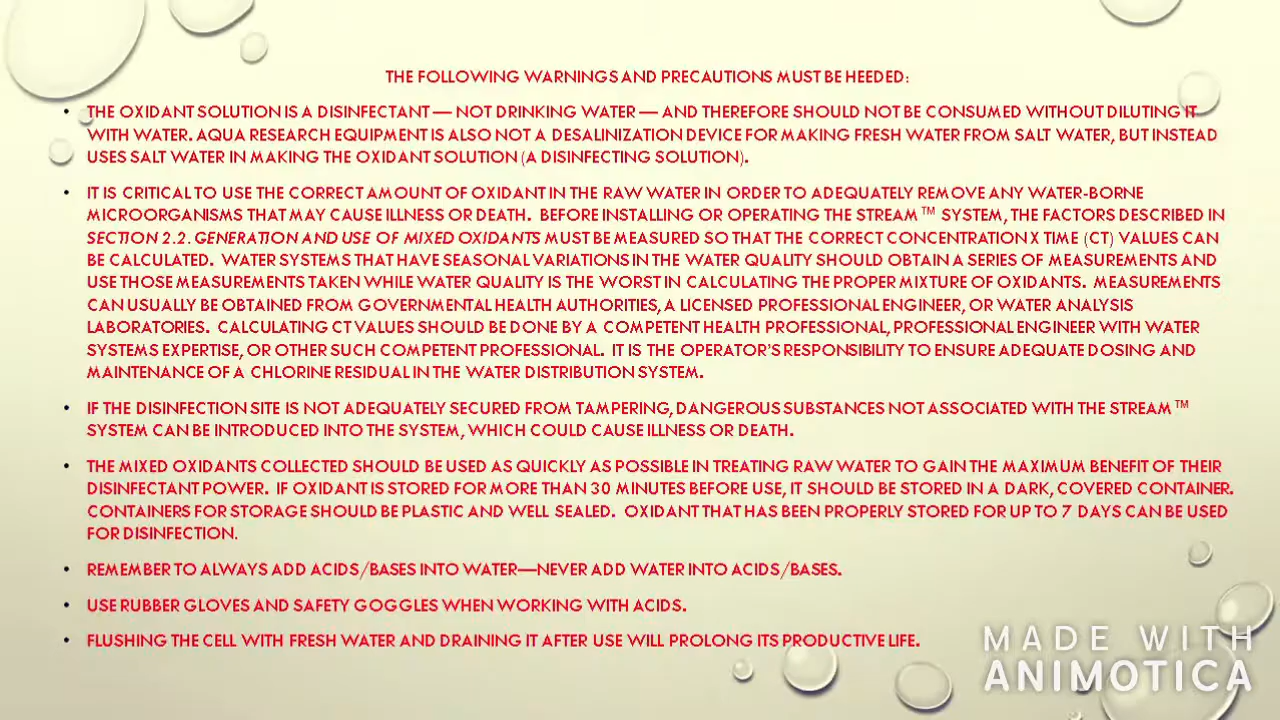 THE FOLLOWING WARNINGS AND PRECAUTIONS MUST BE HEEDED:
• THE OXIDANT SOLUTION IS A DISINFECTANT — NOT DRINKING WATER — AND THEREFORE SHOULD NOT BE CONSUMED WITHOUT DILUTING IT
WITH WATER. AQUA RESEARCH EQUIPMENT IS ALSO NOT A DESALINIZATION DEVICE FOR MAKING FRESH WATER FROM SALT WATER, BUT INSTEAD
USES SALT WATER IN MAKING THE OXIDANT SOLUTION (A DISINFECTING SOLUTION).
• IT IS CRITICAL TO USE THE CORRECT AMOUNT OF OXIDANT IN THE RAW WATER IN ORDER TO ADEQUATELY REMOVE ANY WATER-BORNE
MICROORGANISMS THAT MAY CAUSE ILLNESS OR DEATH. BEFORE INSTALLING OR OPERATING THE STREAM™ SYSTEM, THE FACTORS DESCRIBED IN
SECTION 2.2. GENERATION AND USE OF MIXED OXIDANTS MUST BE MEASURED SO THAT THE CORRECT CONCENTRATION X TIME (CT) VALUES CAN
BE CALCULATED. WATER SYSTEMS THAT HAVE SEASONAL VARIATIONS IN THE WATER QUALITY SHOULD OBTAIN A SERIES OF MEASUREMENTS AND
USE THOSE MEASUREMENTS TAKEN WHILE WATER QUALITY IS THE WORST IN CALCULATING THE PROPER MIXTURE OF OXIDANTS. MEASUREMENTS
CAN USUALLY BE OBTAINED FROM GOVERNMENTAL HEALTH AUTHORITIES, A LICENSED PROFESSIONAL ENGINEER, OR WATER ANALYSIS
LABORATORIES. CALCULATING CT VALUES SHOULD BE DONE BY A COMPETENT HEALTH PROFESSIONAL, PROFESSIONAL ENGINEER WITH WATER
SYSTEMS EXPERTISE, OR OTHER SUCH COMPETENT PROFESSIONAL. IT IS THE OPERATOR'S RESPONSIBILITY TO ENSURE ADEQUATE DOSING AND
MAINTENANCE OF A CHLORINE RESIDUAL IN THE WATER DISTRIBUTION SYSTEM.
• IF THE DISINFECTION SITE IS NOT ADEQUATELY SECURED FROM TAMPERING, DANGEROUS SUBSTANCES NOT ASSOCIATED WITH THE STREAM™
SYSTEM CAN BE INTRODUCED INTO THE SYSTEM, WHICH COULD CAUSE ILLNESS OR DEATH.
• THE MIXED OXIDANTS COLLECTED SHOULD BE USED AS QUICKLY AS POSSIBLE IN TREATING RAW WATER TO GAIN THE MAXIMUM BENEFIT OF THEIR
DISINFECTANT POWER. IF OXIDANT IS STORED FOR MORE THAN 30 MINUTES BEFORE USE, IT SHOULD BE STORED IN A DARK, COVERED CONTAINER.
CONTAINERS FOR STORAGE SHOULD BE PLASTIC AND WELL SEALED. OXIDANT THAT HAS BEEN PROPERLY STORED FOR UP TO 7 DAYS CAN BE USED
FOR DISINFECTION.
• REMEMBER TO ALWAYS ADD ACIDS/BASES INTO WATER—NEVER ADD WATER INTO ACIDS/BASES.
• USE RUBBER GLOVES AND SAFETY GOGGLES WHEN WORKING WITH ACIDS.
• FLUSHING THE CELL WITH FRESH WATER AND DRAINING IT AFTER USE WILL PROLONG ITS PRODUCTIVE LIFE.
MADE WITH
ANIMOTICA